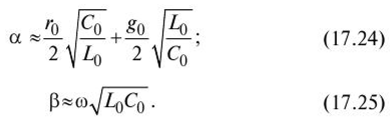 α ≈ r₀/2 √(C₀/L₀) + g₀/2 √(L₀/C₀) ; (17.24)
β ≈ ω√(L₀C₀) . (17.25)